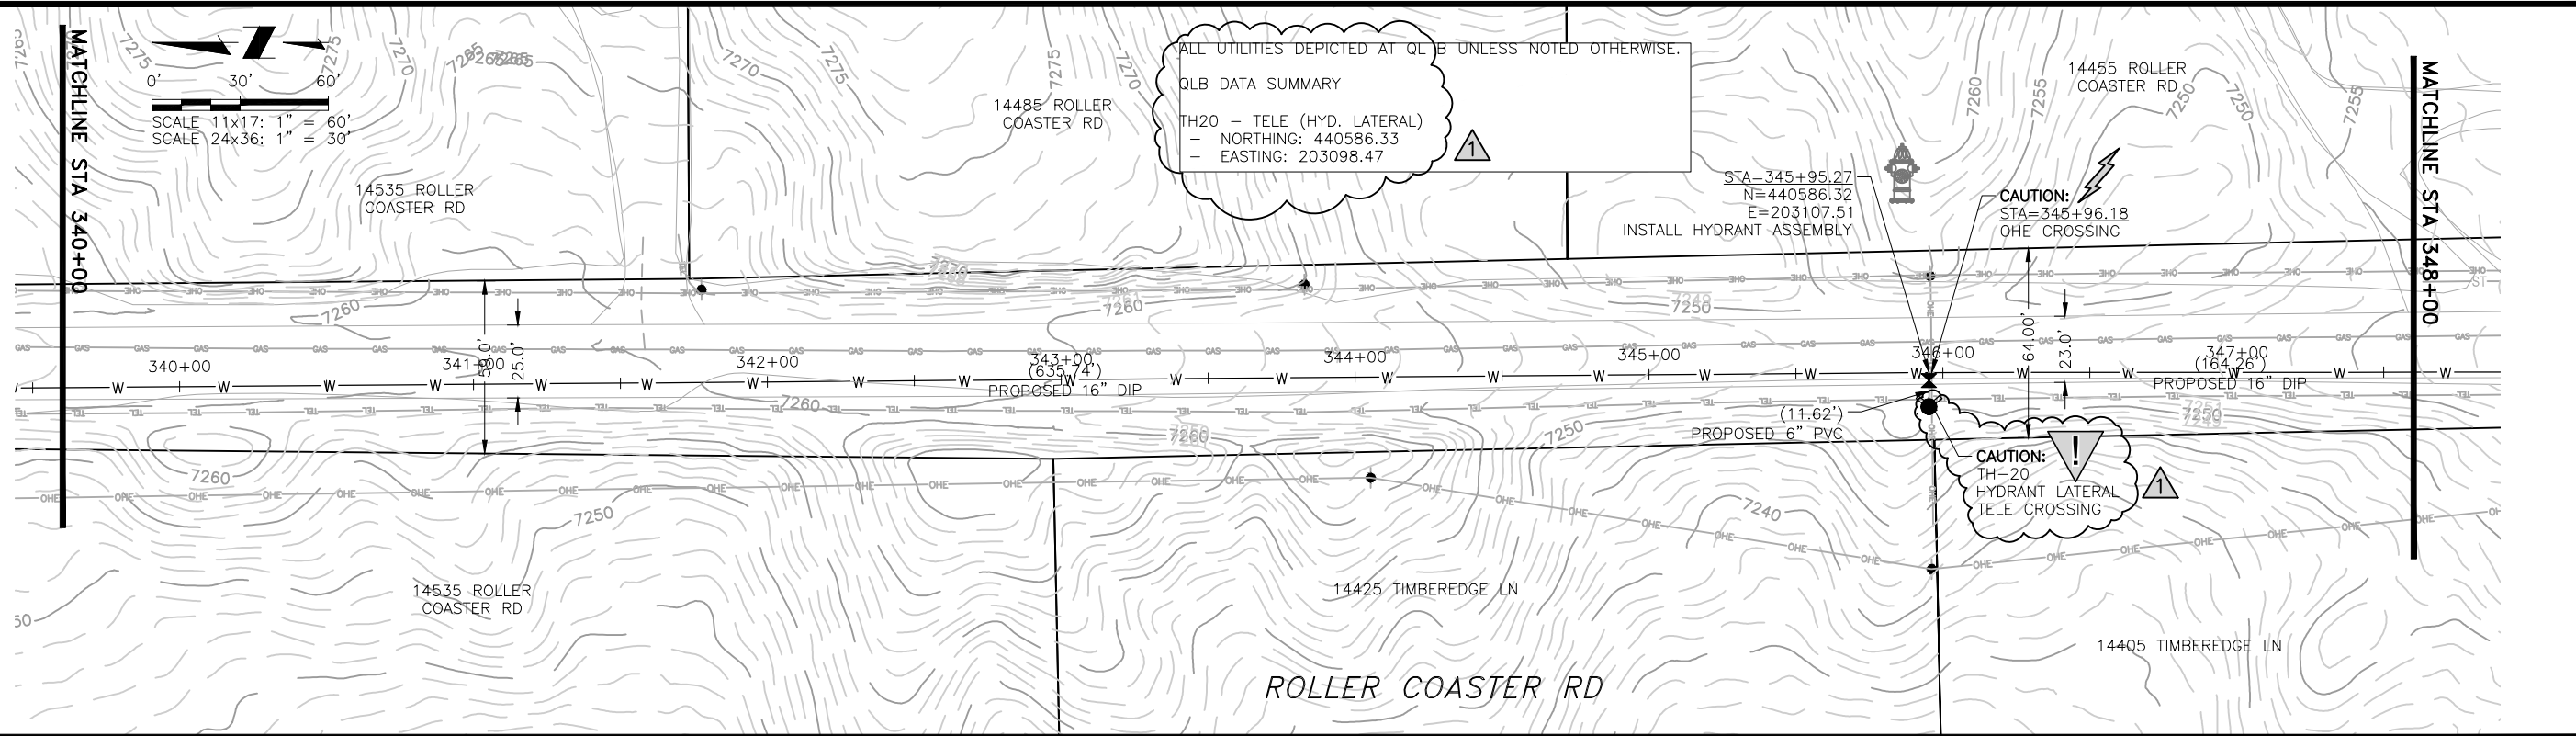 MATCHLINE STA 340+00
0' 30' 60'
SCALE 11x17: 1" = 60'
SCALE 24x36: 1" = 30'
7275
7275
7270
7265
7270
7275
7275
7270
7260
7255
7250
7250
7255
ALL UTILITIES DEPICTED AT QL B UNLESS NOTED OTHERWISE.
QLB DATA SUMMARY
TH20 - TELE (HYD. LATERAL)
- NORTHING: 440586.33
- EASTING: 203098.47
1
14535 ROLLER
COASTER RD
14485 ROLLER
COASTER RD
14455 ROLLER
COASTER RD
STA=345+95.27
N=440586.32
E=203107.51
INSTALL HYDRANT ASSEMBLY
CAUTION:
STA=345+96.18
OHE CROSSING
MATCHLINE STA 348+00
OHE
7260
7260
7250
25.0'
64.00'
23.0'
GAS
340+00
341+00
342+00
343+00
344+00
345+00
346+00
347+00
(635.74')
PROPOSED 16" DIP
(164.26')
PROPOSED 16" DIP
W
TEL
7260
7260
7250
7250
(11.62')
PROPOSED 6" PVC
CAUTION:
TH-20
HYDRANT LATERAL
TELE CROSSING
!
1
7260
7250
7240
OHE
14535 ROLLER
COASTER RD
14425 TIMBEREDGE LN
14405 TIMBEREDGE LN
ROLLER COASTER RD